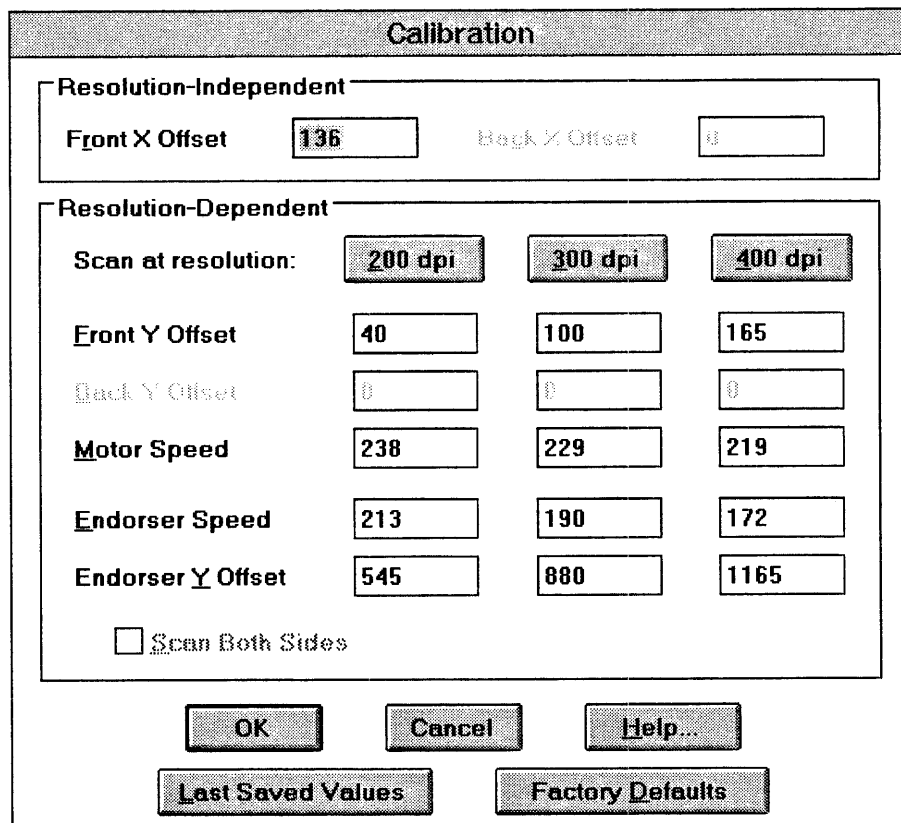 Calibration
Resolution-Independent
Front X Offset 136 Back X Offset 0
Resolution-Dependent
Scan at resolution: 200 dpi 300 dpi 400 dpi
Front Y Offset 40 100 165
Back Y Offset 0 0 0
Motor Speed 238 229 219
Endorser Speed 213 190 172
Endorser Y Offset 545 880 1165
Scan Both Sides
OK Cancel Help...
Last Saved Values Factory Defaults